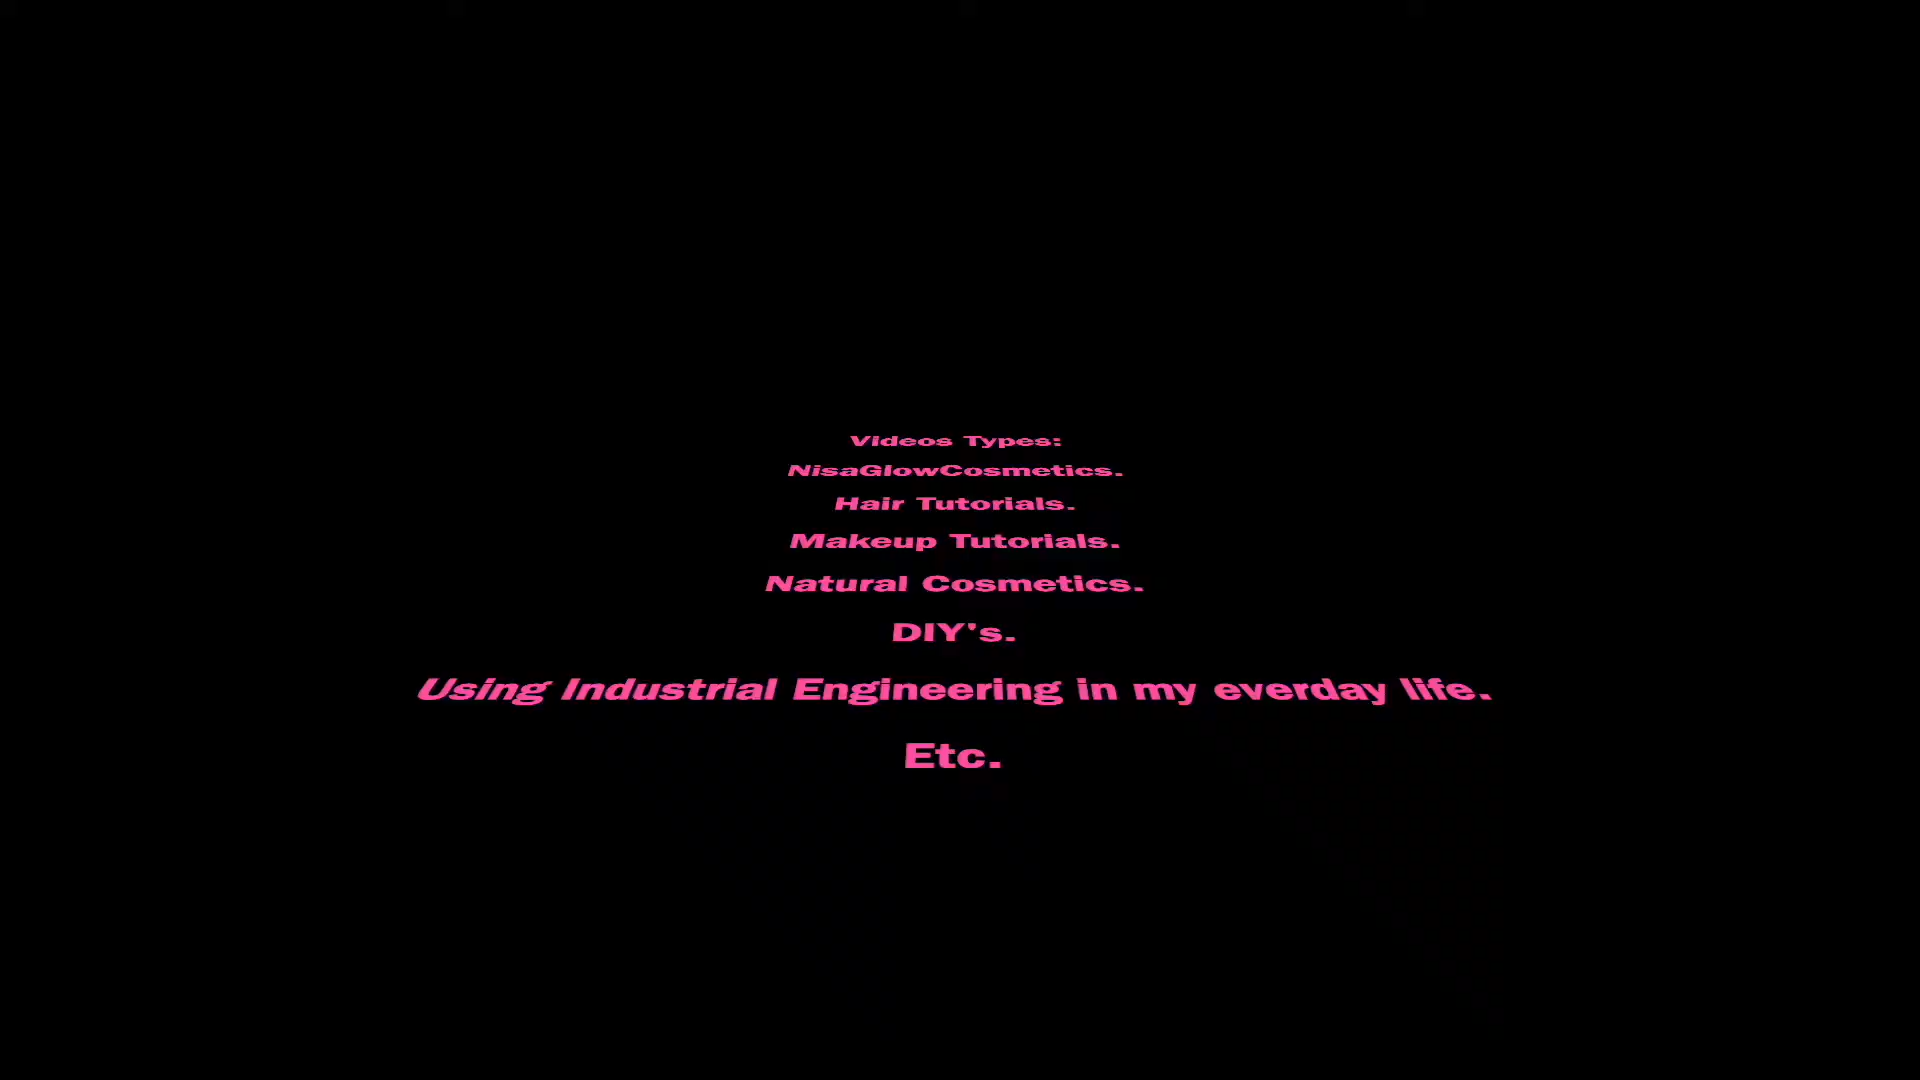 Videos Types:
NisaGlowCosmetics.
Hair Tutorials.
Makeup Tutorials.
Natural Cosmetics.
DIY's.
Using Industrial Engineering in my everday life.
Etc.